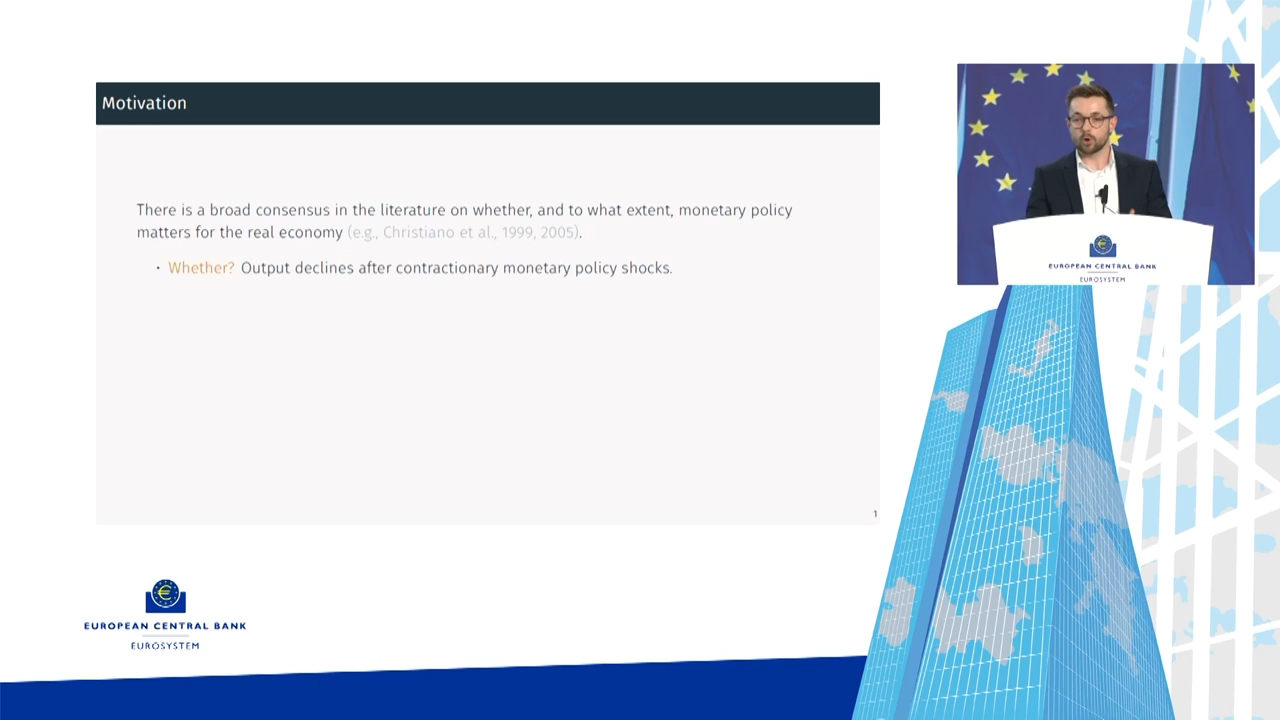 Motivation
There is a broad consensus in the literature on whether, and to what extent, monetary policy
matters for the real economy (e.g., Christiano et al., 1999, 2005).
· Whether? Output declines after contractionary monetary policy shocks.
1
EUROPEAN CENTRAL BANK
EUROSYSTEM
EUROPEAN CENTRAL BANK
EUROSYSTEM